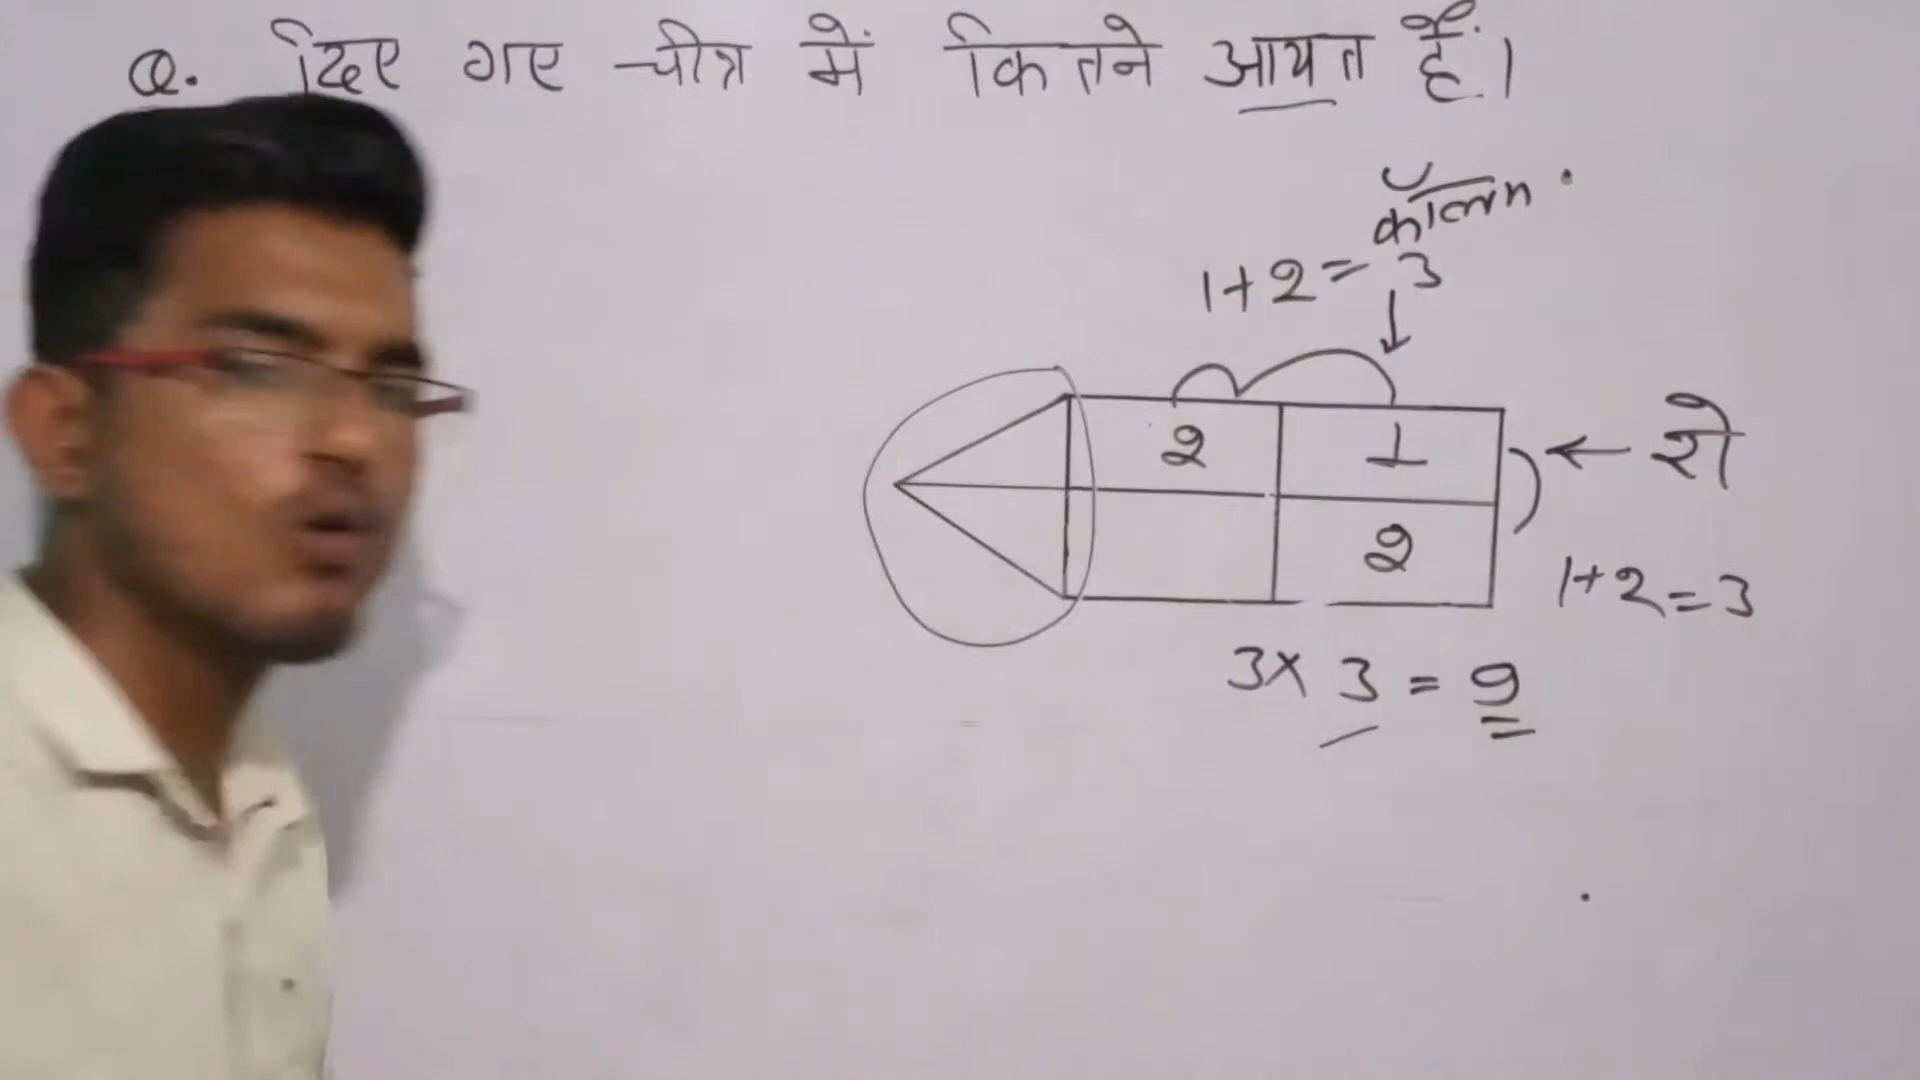 Q. दिए गए चीत्र में कितने आयत हैं।
कॉलम
1+2= 3
2 1
रो
2
1+2=3
3x 3 = 9